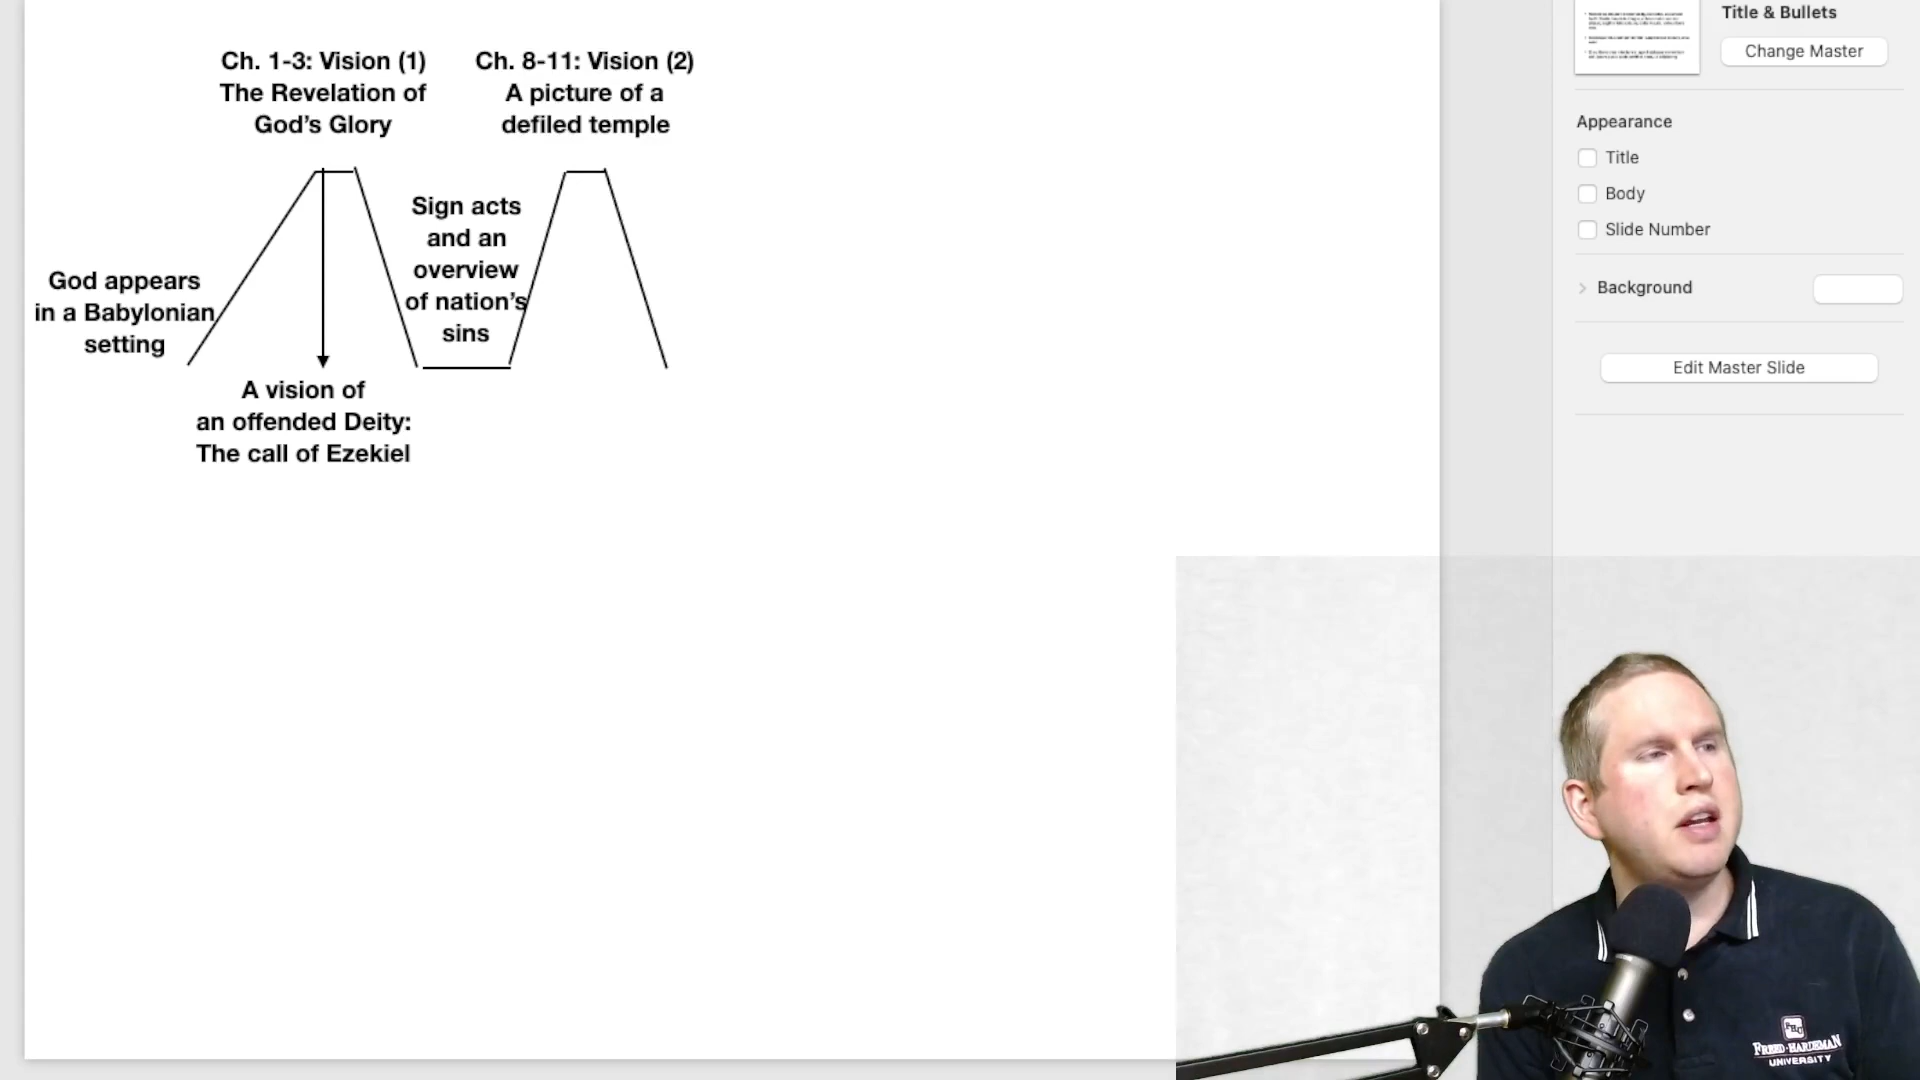 Ch. 1-3: Vision (1)
The Revelation of
God’s Glory
Ch. 8-11: Vision (2)
A picture of a
defiled temple
Sign acts
and an
overview
of nation’s
sins
God appears
in a Babylonian
setting
A vision of
an offended Deity:
The call of Ezekiel
Title & Bullets
Change Master
Appearance
Title
Body
Slide Number
Background
Edit Master Slide
FHU
FREED-HARDEMAN
UNIVERSITY